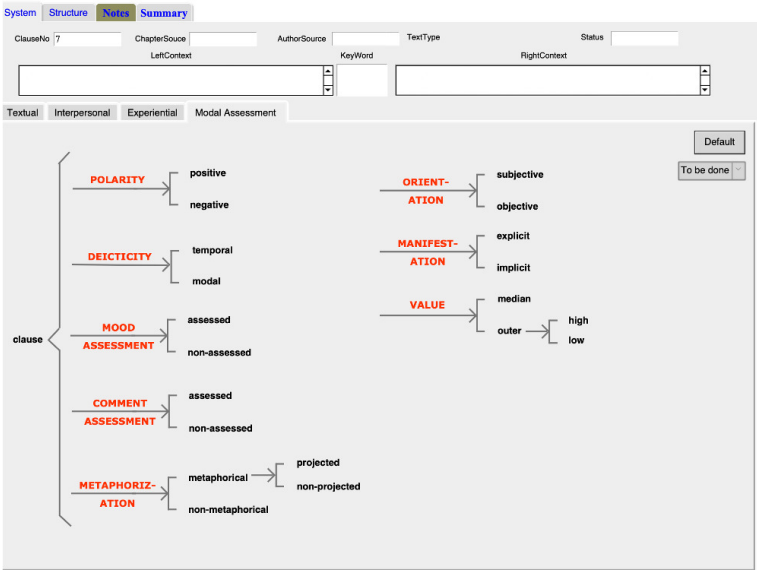 System Structure Notes Summary
ClauseNo 7 ChapterSouce AuthorSource TextType Status
LeftContext KeyWord RightContext
Textual Interpersonal Experiential Modal Assessment
Default
To be done
clause
POLARITY
positive
negative
DEICTICITY
temporal
modal
MOOD
ASSESSMENT
assessed
non-assessed
COMMENT
ASSESSMENT
assessed
non-assessed
METAPHORIZ-
ATION
metaphorical
non-metaphorical
projected
non-projected
ORIENT-
ATION
subjective
objective
MANIFEST-
ATION
explicit
implicit
VALUE
median
outer
high
low